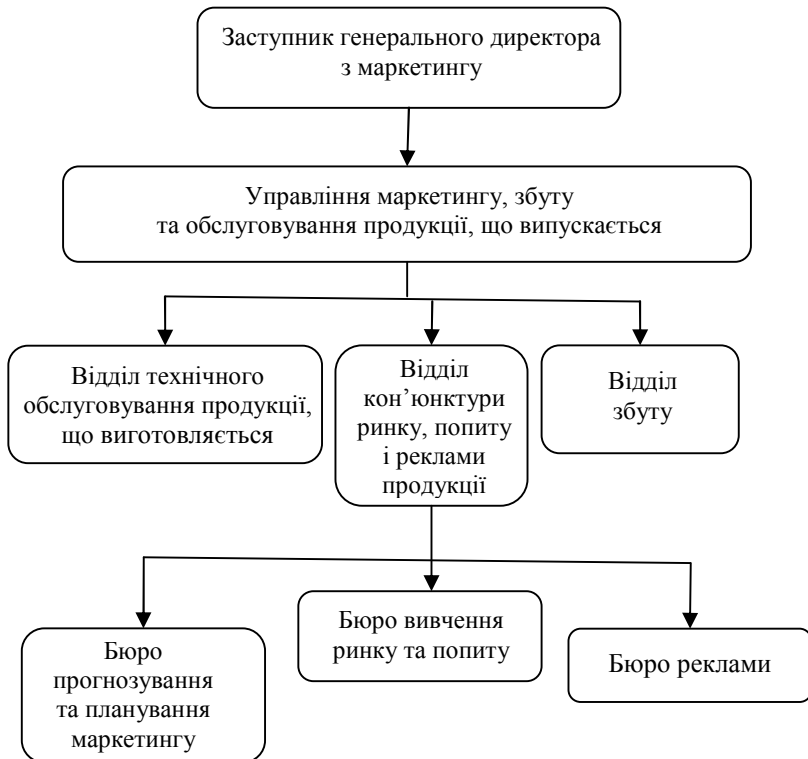 Заступник генерального директора
з маркетингу
Управління маркетингу, збуту
та обслуговування продукції, що випускається
Відділ технічного
обслуговування продукції,
що виготовляється
Відділ
кон’юнктури
ринку, попиту
і реклами
продукції
Відділ
збуту
Бюро
прогнозування
та планування
маркетингу
Бюро вивчення
ринку та попиту
Бюро реклами